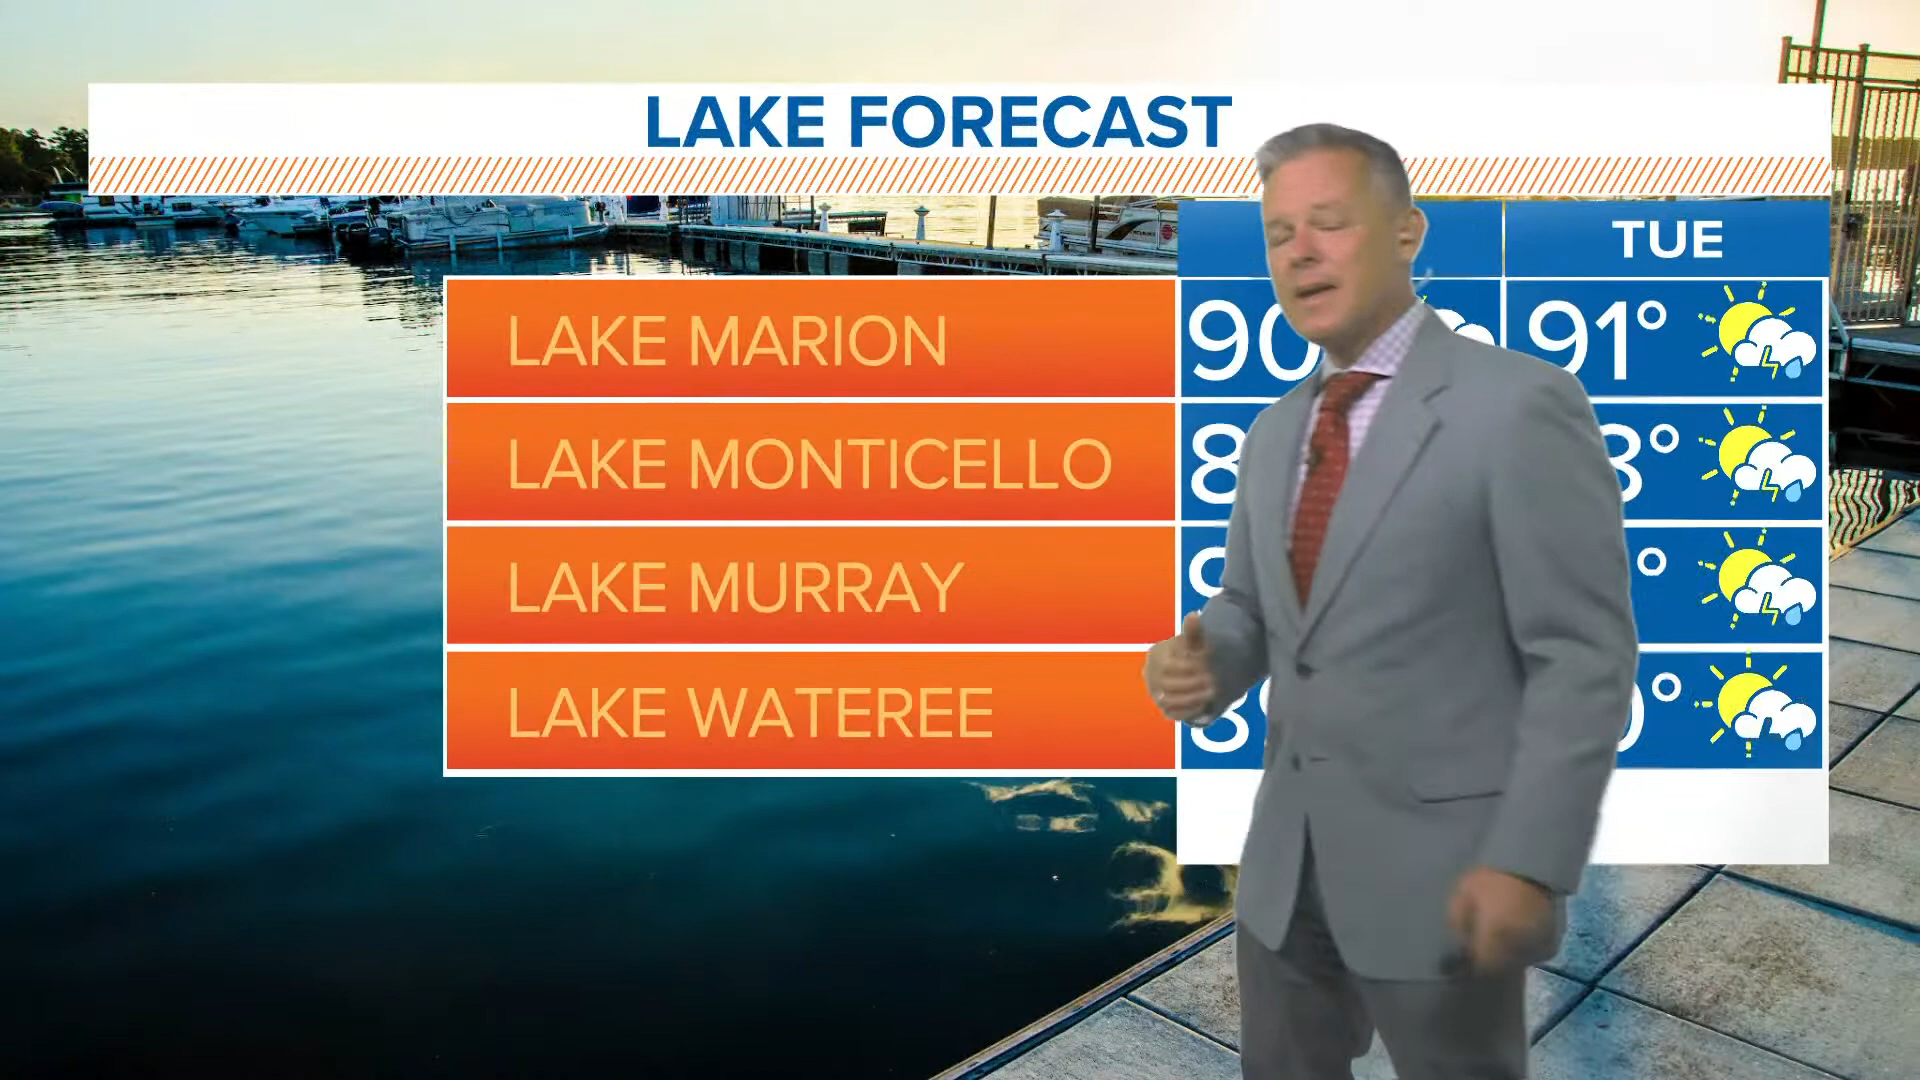 LAKE FORECAST
TUE
LAKE MARION 90 91°
LAKE MONTICELLO
LAKE MURRAY
LAKE WATEREE